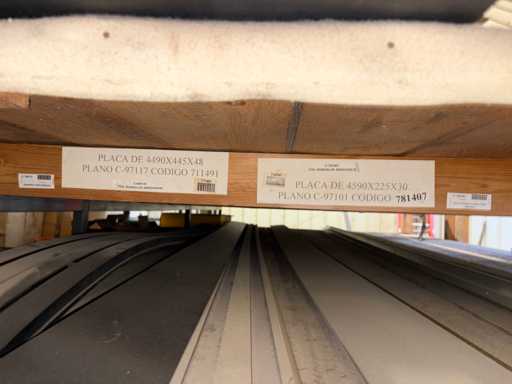 PLACA DE 4490X445X48
PLANO C-97117 CODIGO 711491
PLACA DE 4590X225X30
PLANO C-97101 CODIGO 781407